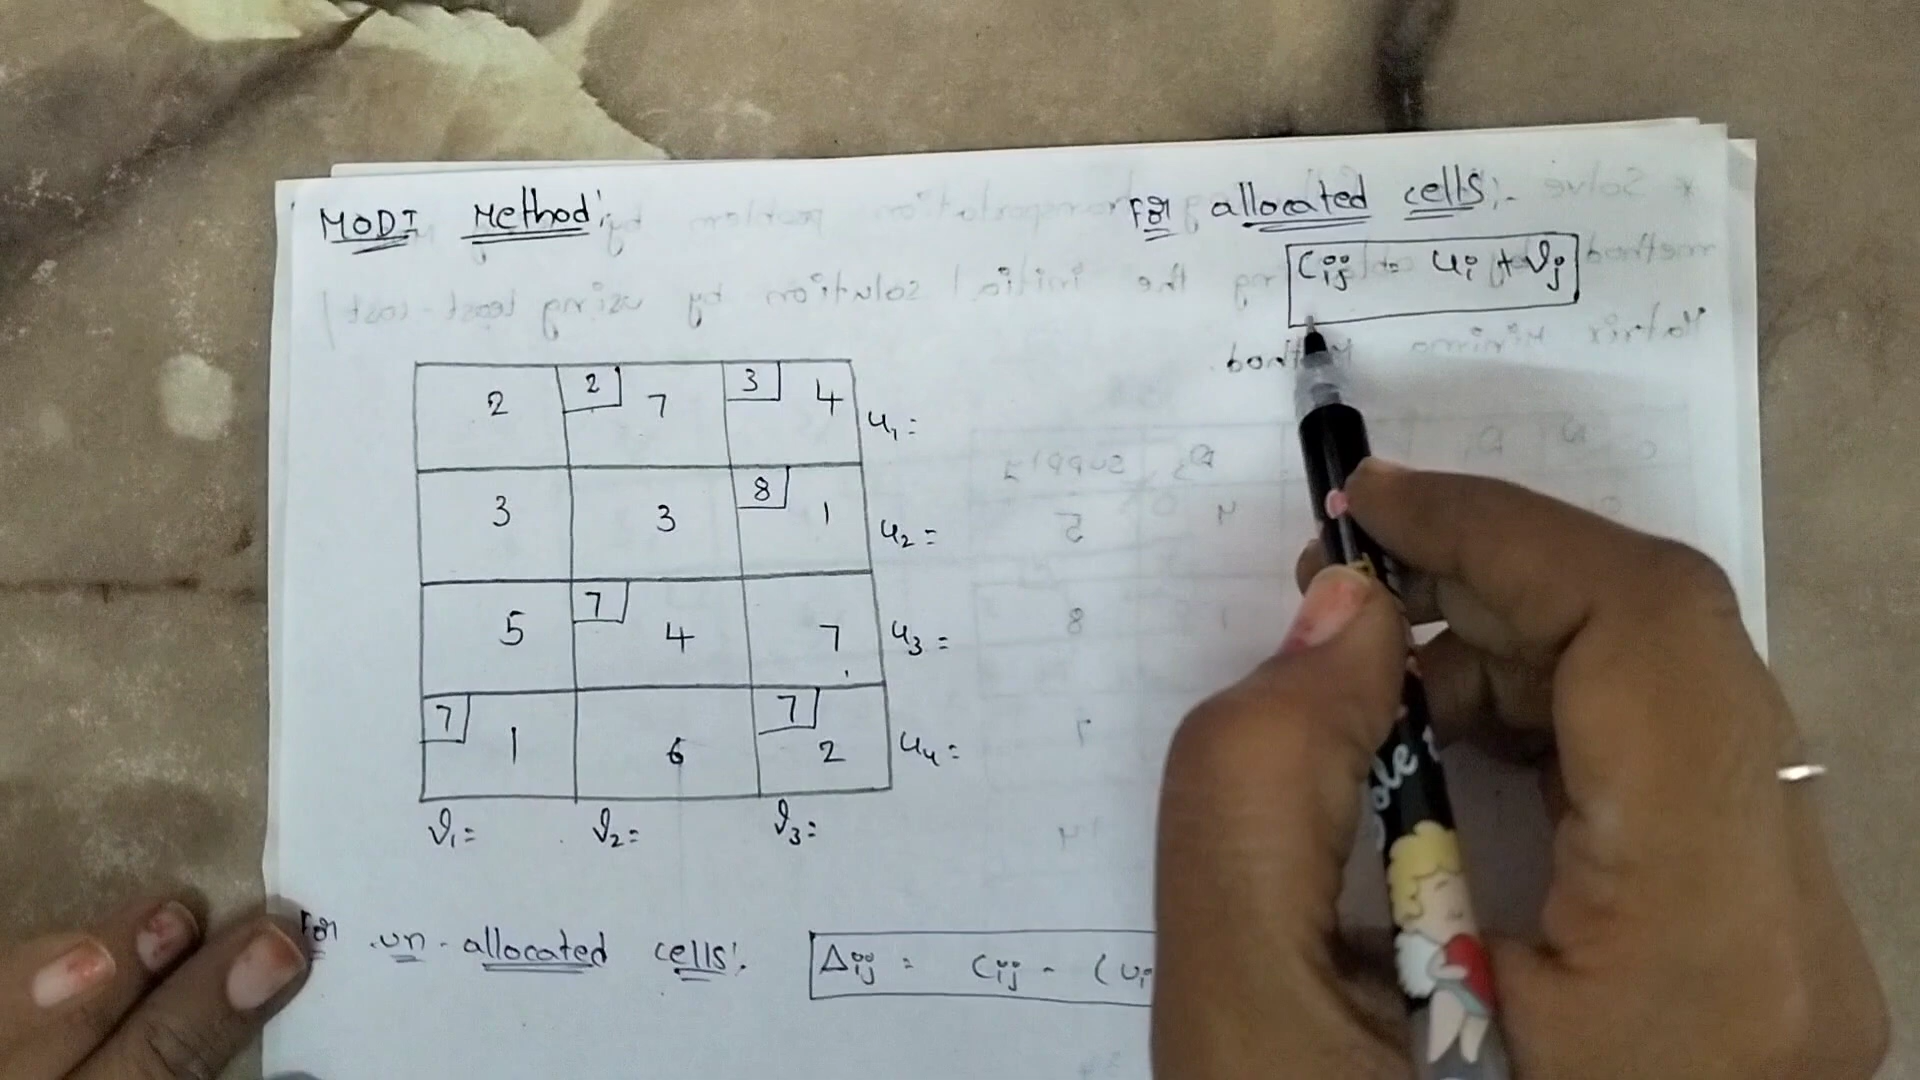 MODI Method:
For allocated cells:-
Cij = ui + vj
2 2 7 3 4 u1 =
3 3 8 1 u2 =
5 7 4 7 u3 =
7 1 6 7 2 u4 =
v1 = v2 = v3 =
For un-allocated cells:
Δij = Cij - (ui